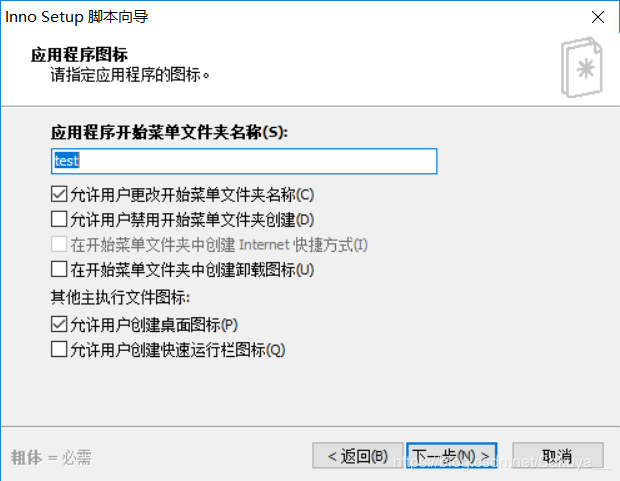 Inno Setup 脚本向导
应用程序图标
请指定应用程序的图标。
应用程序开始菜单文件夹名称(S):
test
允许用户更改开始菜单文件夹名称(C)
允许用户禁用开始菜单文件夹创建(D)
在开始菜单文件夹中创建 Internet 快捷方式(I)
在开始菜单文件夹中创建卸载图标(U)
其他主执行文件图标:
允许用户创建桌面图标(P)
允许用户创建快速运行栏图标(Q)
粗体 = 必需
< 返回(B) 下一步(N) > 取消